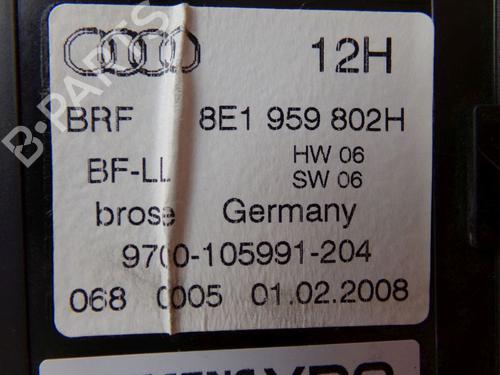 12H
BRF 8E1 959 802H
BF-LL HW 06
SW 06
brose Germany
9700-105991-204
068 0005 01.02.2008
B-PARTS